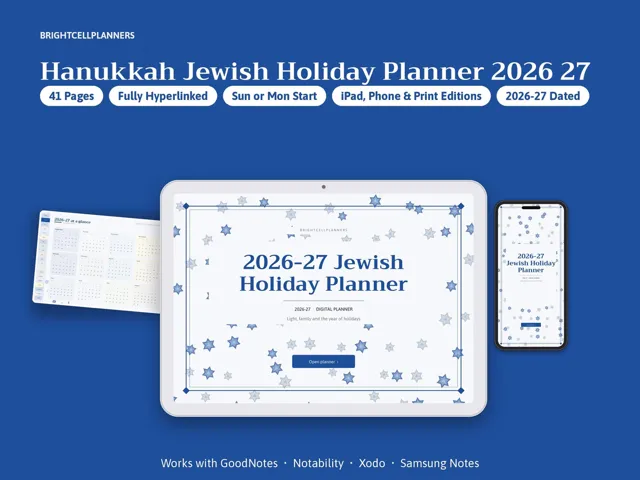 BRIGHTCELLPLANNERS
Hanukkah Jewish Holiday Planner 2026 27
41 Pages
Fully Hyperlinked
Sun or Mon Start
iPad, Phone & Print Editions
2026-27 Dated
2026-27 at a glance
BRIGHTCELLPLANNERS
2026-27 Jewish
Holiday Planner
2026-27 DIGITAL PLANNER
Light, family and the year of holidays
Open planner ›
2026-27
Jewish Holiday
Planner
Works with GoodNotes · Notability · Xodo · Samsung Notes